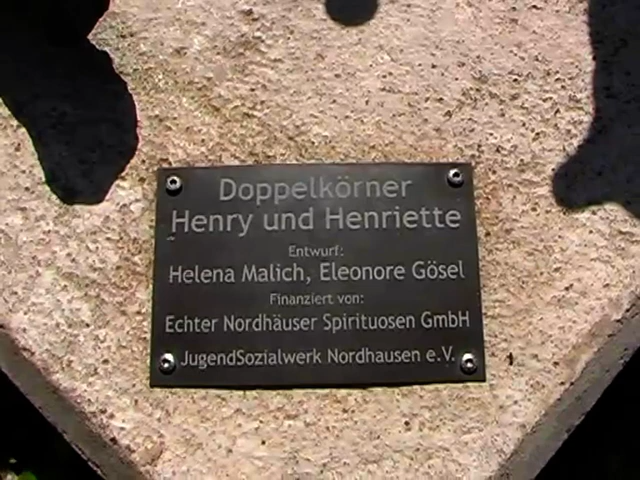 Doppelkörner
Henry und Henriette
Entwurf:
Helena Malich, Eleonore Gösel
Finanziert von:
Echter Nordhäuser Spirituosen GmbH
JugendSozialwerk Nordhausen e.V.